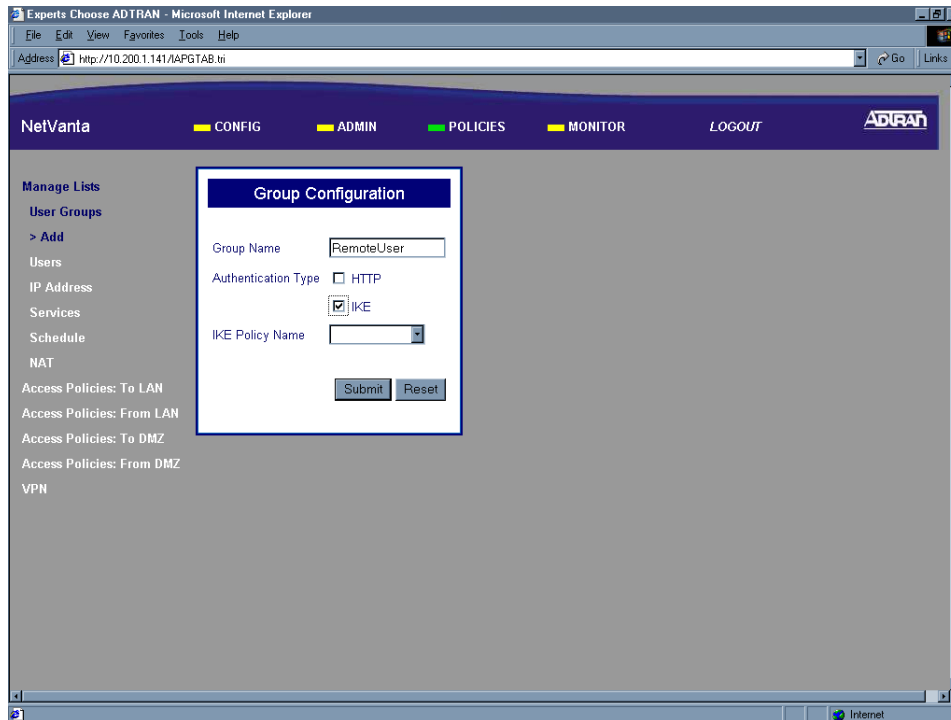 Experts Choose ADTRAN - Microsoft Internet Explorer
File Edit View Favorites Tools Help
Address http://10.200.1.141/IAPGTAB.tri Go Links
NetVanta CONFIG ADMIN POLICIES MONITOR LOGOUT ADTRAN
Manage Lists
User Groups
> Add
Users
IP Address
Services
Schedule
NAT
Access Policies: To LAN
Access Policies: From LAN
Access Policies: To DMZ
Access Policies: From DMZ
VPN
Group Configuration
Group Name RemoteUser
Authentication Type HTTP
IKE
IKE Policy Name
Submit Reset
Internet